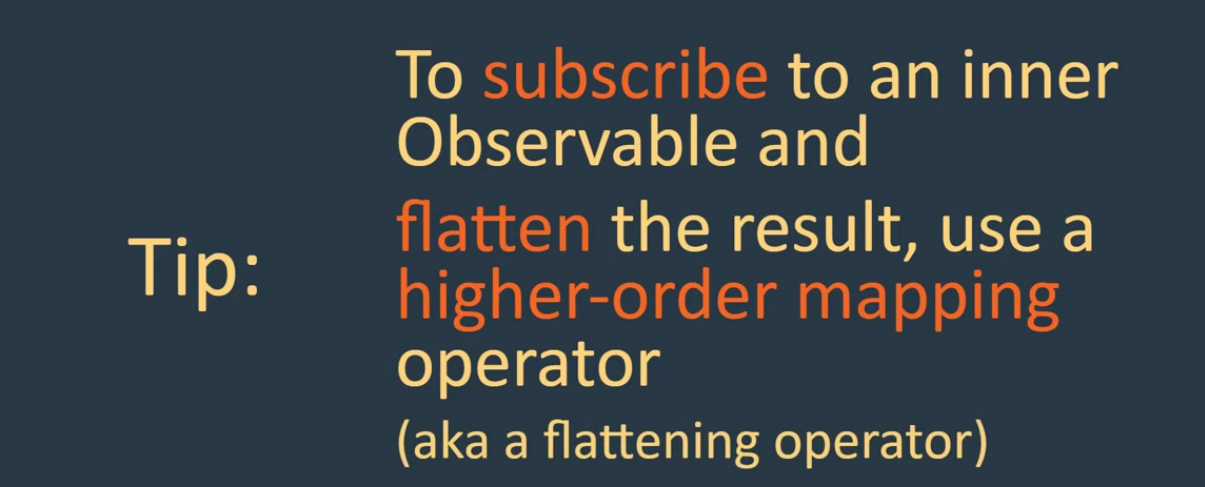 Tip:
To subscribe to an inner
Observable and
flatten the result, use a
higher-order mapping
operator
(aka a flattening operator)